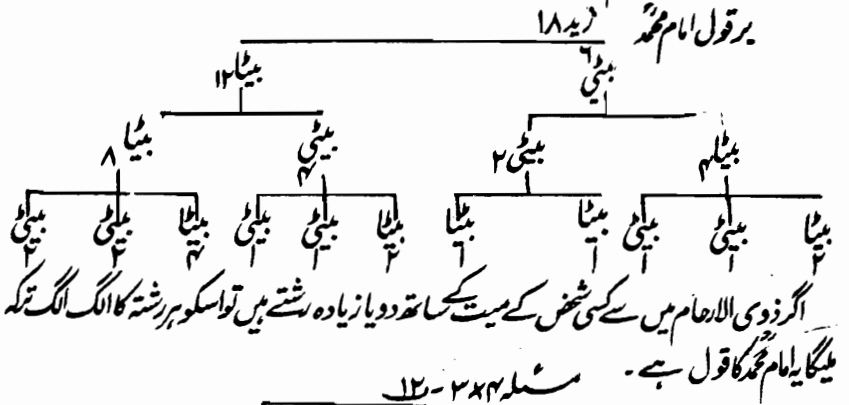 بر قول امام محمدؒ زید ۱۸
بیٹی ۶ بیٹا ۱۲
بیٹا ۴ بیٹی ۲ بیٹی ۴ بیٹا ۸
بیٹا بیٹی بیٹی بیٹا بیٹا بیٹا بیٹی بیٹی بیٹا بیٹی بیٹی
۲ ۱ ۱ ۱ ۱ ۲ ۱ ۱ ۴ ۲ ۲
اگر ذوی الارحام میں سے کسی شخص کے میت کے ساتھ دو یا زیادہ رشتے ہیں تو اسکو ہر رشتہ کا الگ الگ ترکہ
ملیگا یہ امام محمدؒ کا قول ہے۔ مسئلہ ۴×۳-۱۲